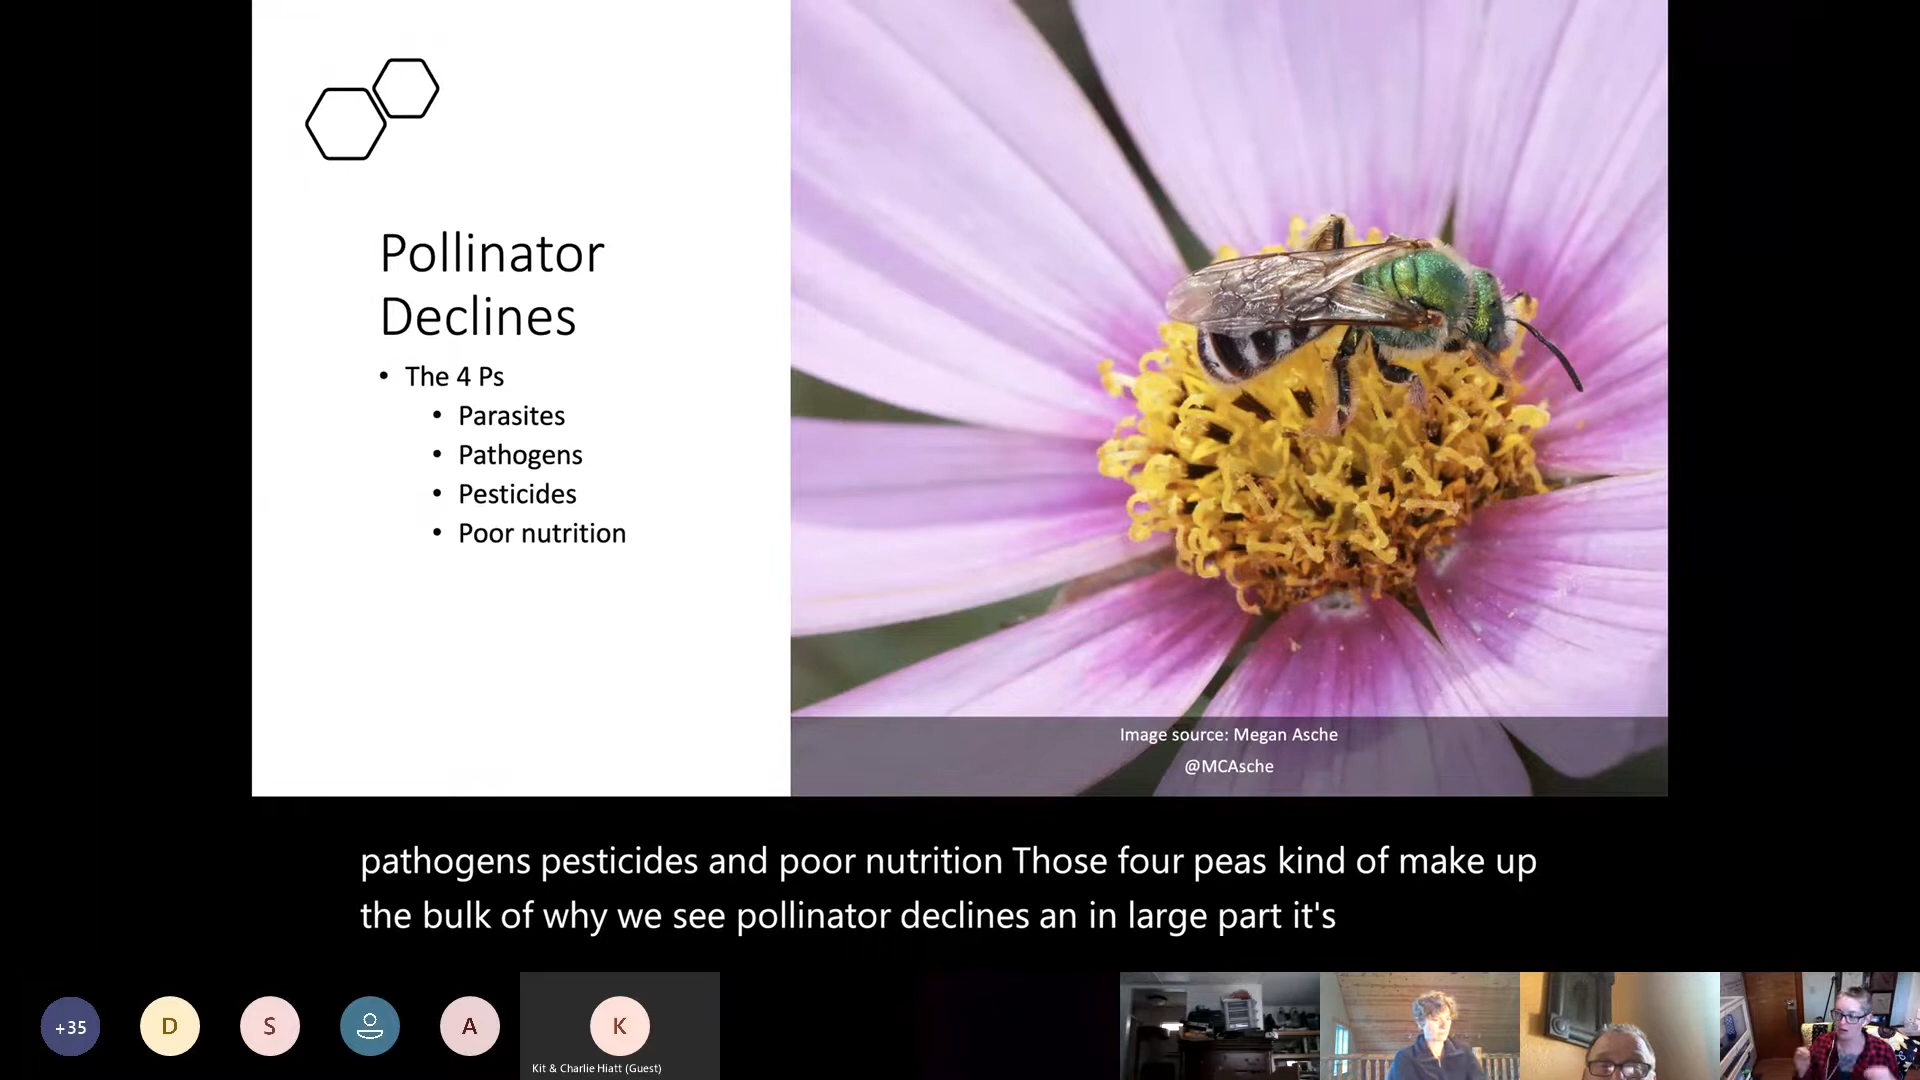 Pollinator
Declines
• The 4 Ps
• Parasites
• Pathogens
• Pesticides
• Poor nutrition
Image source: Megan Asche
@MCAsche
pathogens pesticides and poor nutrition Those four peas kind of make up
the bulk of why we see pollinator declines an in large part it's
+35
D
S
A
K
Kit & Charlie Hiatt (Guest)